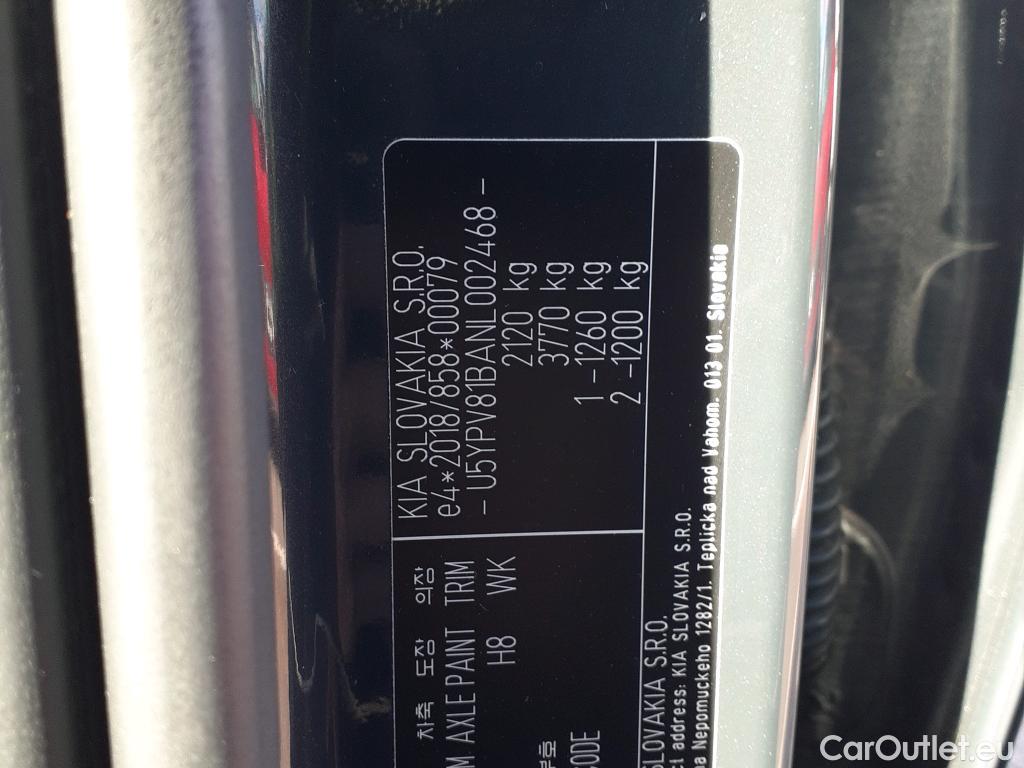 KIA SLOVAKIA S.R.O.
e4*2018/858*00079
- U5YPV81BANL002468 -
2120 kg
3770 kg
1 -1260 kg
2 -1200 kg
차축 도장 의장
AXLE PAINT TRIM
H8 WK
CODE
SLOVAKIA S.R.O.
address: KIA SLOVAKIA S.R.O.
Nepomuckeho 1282/1. Teplicka nad Vahom. 013 01. Slovakia
CarOutlet.eu